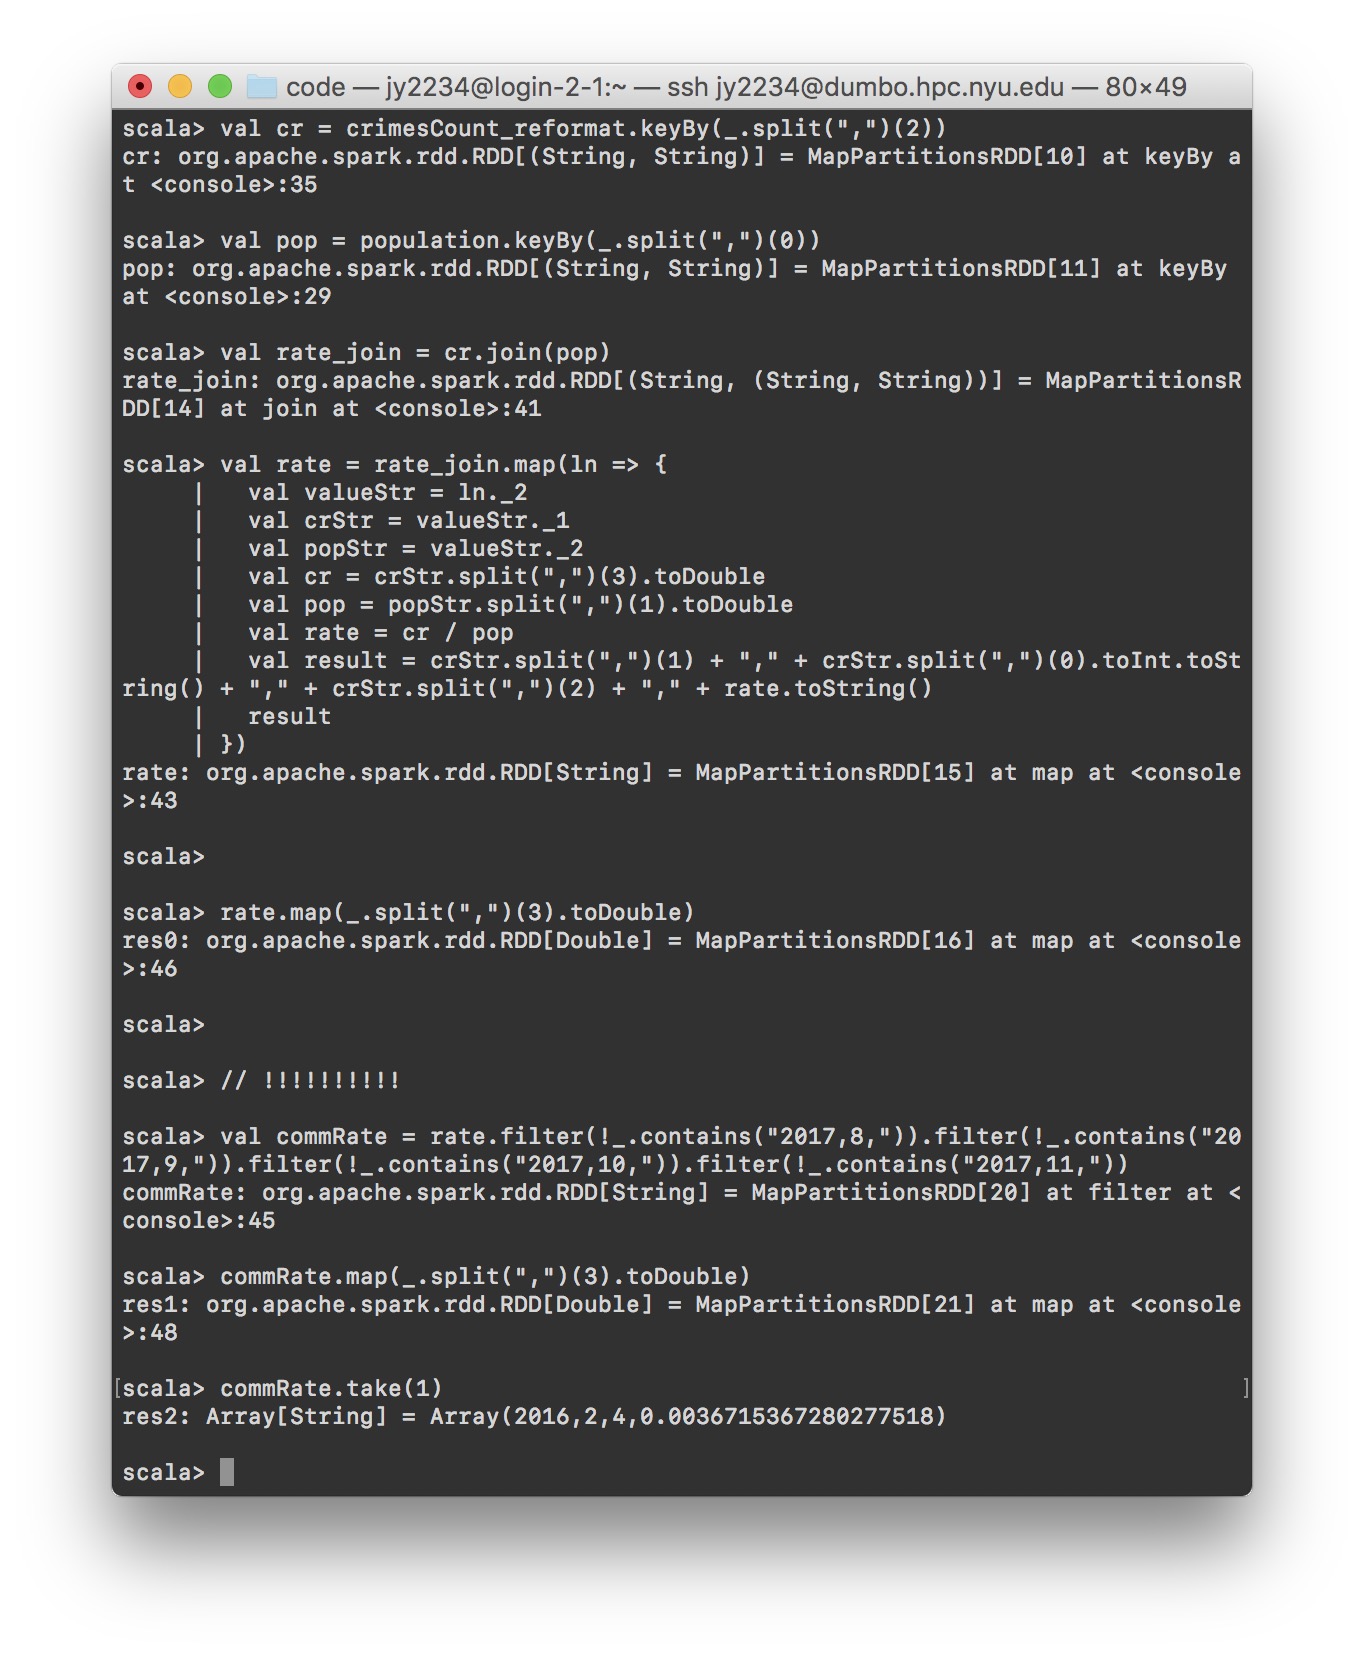 code — jy2234@login-2-1:~ — ssh jy2234@dumbo.hpc.nyu.edu — 80×49
scala> val cr = crimesCount_reformat.keyBy(_.split(",")(2))
cr: org.apache.spark.rdd.RDD[(String, String)] = MapPartitionsRDD[10] at keyBy a
t <console>:35
scala> val pop = population.keyBy(_.split(",")(0))
pop: org.apache.spark.rdd.RDD[(String, String)] = MapPartitionsRDD[11] at keyBy
at <console>:29
scala> val rate_join = cr.join(pop)
rate_join: org.apache.spark.rdd.RDD[(String, (String, String))] = MapPartitionsR
DD[14] at join at <console>:41
scala> val rate = rate_join.map(ln => {
     |   val valueStr = ln._2
     |   val crStr = valueStr._1
     |   val popStr = valueStr._2
     |   val cr = crStr.split(",")(3).toDouble
     |   val pop = popStr.split(",")(1).toDouble
     |   val rate = cr / pop
     |   val result = crStr.split(",")(1) + "," + crStr.split(",")(0).toInt.toSt
ring() + "," + crStr.split(",")(2) + "," + rate.toString()
     |   result
     | })
rate: org.apache.spark.rdd.RDD[String] = MapPartitionsRDD[15] at map at <console
>:43
scala>
scala> rate.map(_.split(",")(3).toDouble)
res0: org.apache.spark.rdd.RDD[Double] = MapPartitionsRDD[16] at map at <console
>:46
scala>
scala> // !!!!!!!!!!
scala> val commRate = rate.filter(!_.contains("2017,8,")).filter(!_.contains("20
17,9,")).filter(!_.contains("2017,10,")).filter(!_.contains("2017,11,"))
commRate: org.apache.spark.rdd.RDD[String] = MapPartitionsRDD[20] at filter at <
console>:45
scala> commRate.map(_.split(",")(3).toDouble)
res1: org.apache.spark.rdd.RDD[Double] = MapPartitionsRDD[21] at map at <console
>:48
[scala> commRate.take(1) ]
res2: Array[String] = Array(2016,2,4,0.0036715367280277518)
scala>